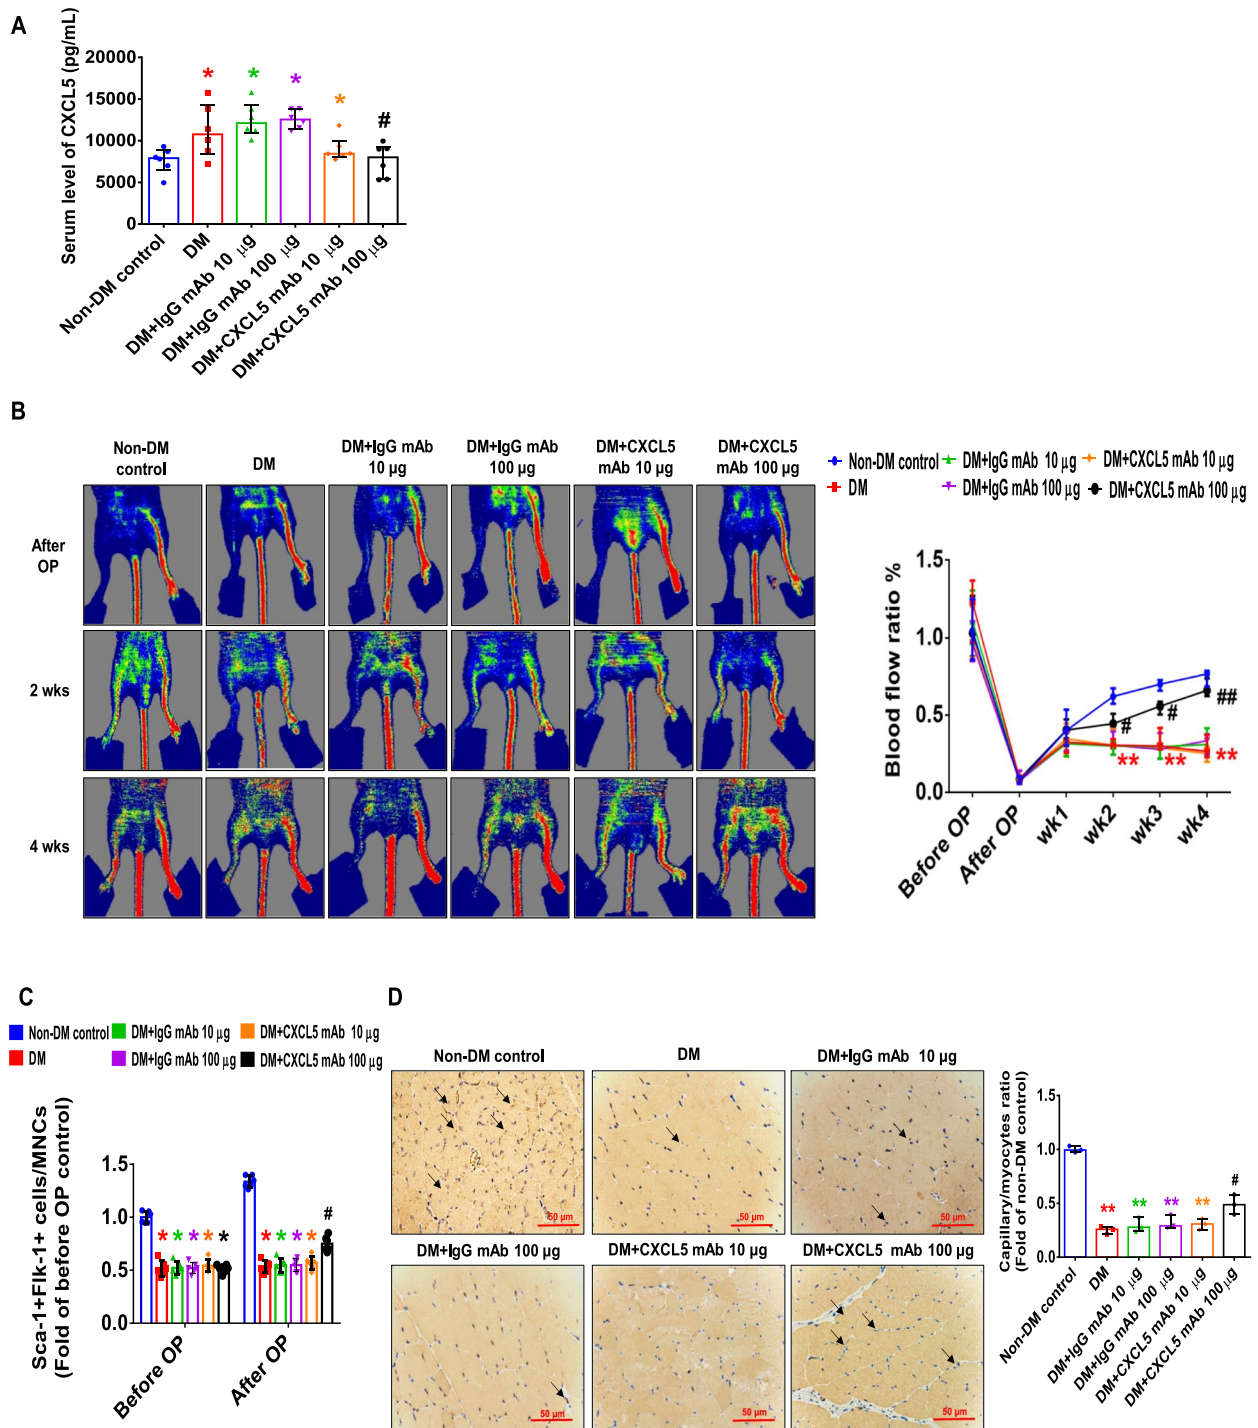 A
Serum level of CXCL5 (pg/mL)
20000
15000
10000
5000
0
*
*
*
*
#
Non-DM control
DM
DM+IgG mAb 10 µg
DM+IgG mAb 100 µg
DM+CXCL5 mAb 10 µg
DM+CXCL5 mAb 100 µg
B
Non-DM
control
DM
DM+IgG mAb
10 µg
DM+IgG mAb
100 µg
DM+CXCL5
mAb 10 µg
DM+CXCL5
mAb 100 µg
After
OP
2 wks
4 wks
Non-DM control
DM+IgG mAb 10 µg
DM+CXCL5 mAb 10 µg
DM
DM+IgG mAb 100 µg
DM+CXCL5 mAb 100 µg
Blood flow ratio %
1.5
1.0
0.5
0.0
#
#
##
**
**
**
Before OP
After OP
wk1
wk2
wk3
wk4
C
Non-DM control
DM+IgG mAb 10 µg
DM+CXCL5 mAb 10 µg
DM
DM+IgG mAb 100 µg
DM+CXCL5 mAb 100 µg
Sca-1+Flk-1+ cells/MNCs
(Fold of before OP control)
1.5
1.0
0.5
0.0
* * * * *
* * * * #
Before OP
After OP
D
Non-DM control
DM
DM+IgG mAb 10 µg
50 µm
50 µm
50 µm
DM+IgG mAb 100 µg
DM+CXCL5 mAb 10 µg
DM+CXCL5 mAb 100 µg
50 µm
50 µm
50 µm
Capillary/myocytes ratio
(Fold of non-DM control)
1.5
1.0
0.5
0.0
**
**
**
**
#
Non-DM control
DM
DM+IgG mAb 10 µg
DM+IgG mAb 100 µg
DM+CXCL5 mAb 10 µg
DM+CXCL5 mAb 100 µg